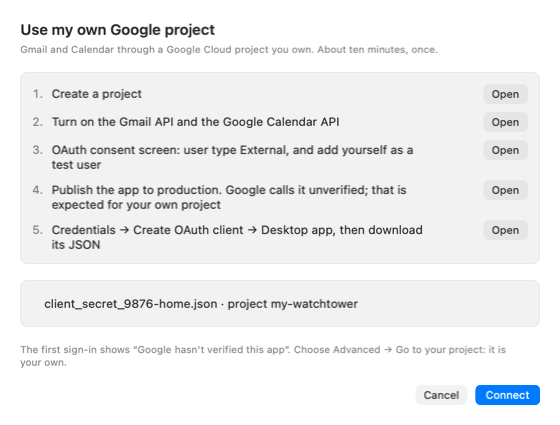 Use my own Google project
Gmail and Calendar through a Google Cloud project you own. About ten minutes, once.
1. Create a project Open
2. Turn on the Gmail API and the Google Calendar API Open
3. OAuth consent screen: user type External, and add yourself as a Open
test user
4. Publish the app to production. Google calls it unverified; that is Open
expected for your own project
5. Credentials → Create OAuth client → Desktop app, then download Open
its JSON
client_secret_9876-home.json · project my-watchtower
The first sign-in shows “Google hasn't verified this app”. Choose Advanced → Go to your project: it is
your own.
Cancel Connect